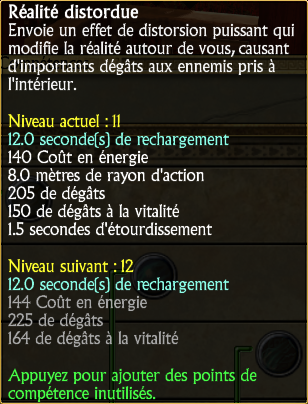 Réalité distordue
Envoie un effet de distorsion puissant qui
modifie la réalité autour de vous, causant
d'importants dégâts aux ennemis pris à
l'intérieur.
Niveau actuel : 11
12.0 seconde(s) de rechargement
140 Coût en énergie
8.0 mètres de rayon d'action
205 de dégâts
150 de dégâts à la vitalité
1.5 secondes d'étourdissement
Niveau suivant : 12
12.0 seconde(s) de rechargement
144 Coût en énergie
225 de dégâts
164 de dégâts à la vitalité
Appuyez pour ajouter des points de
compétence inutilisés.